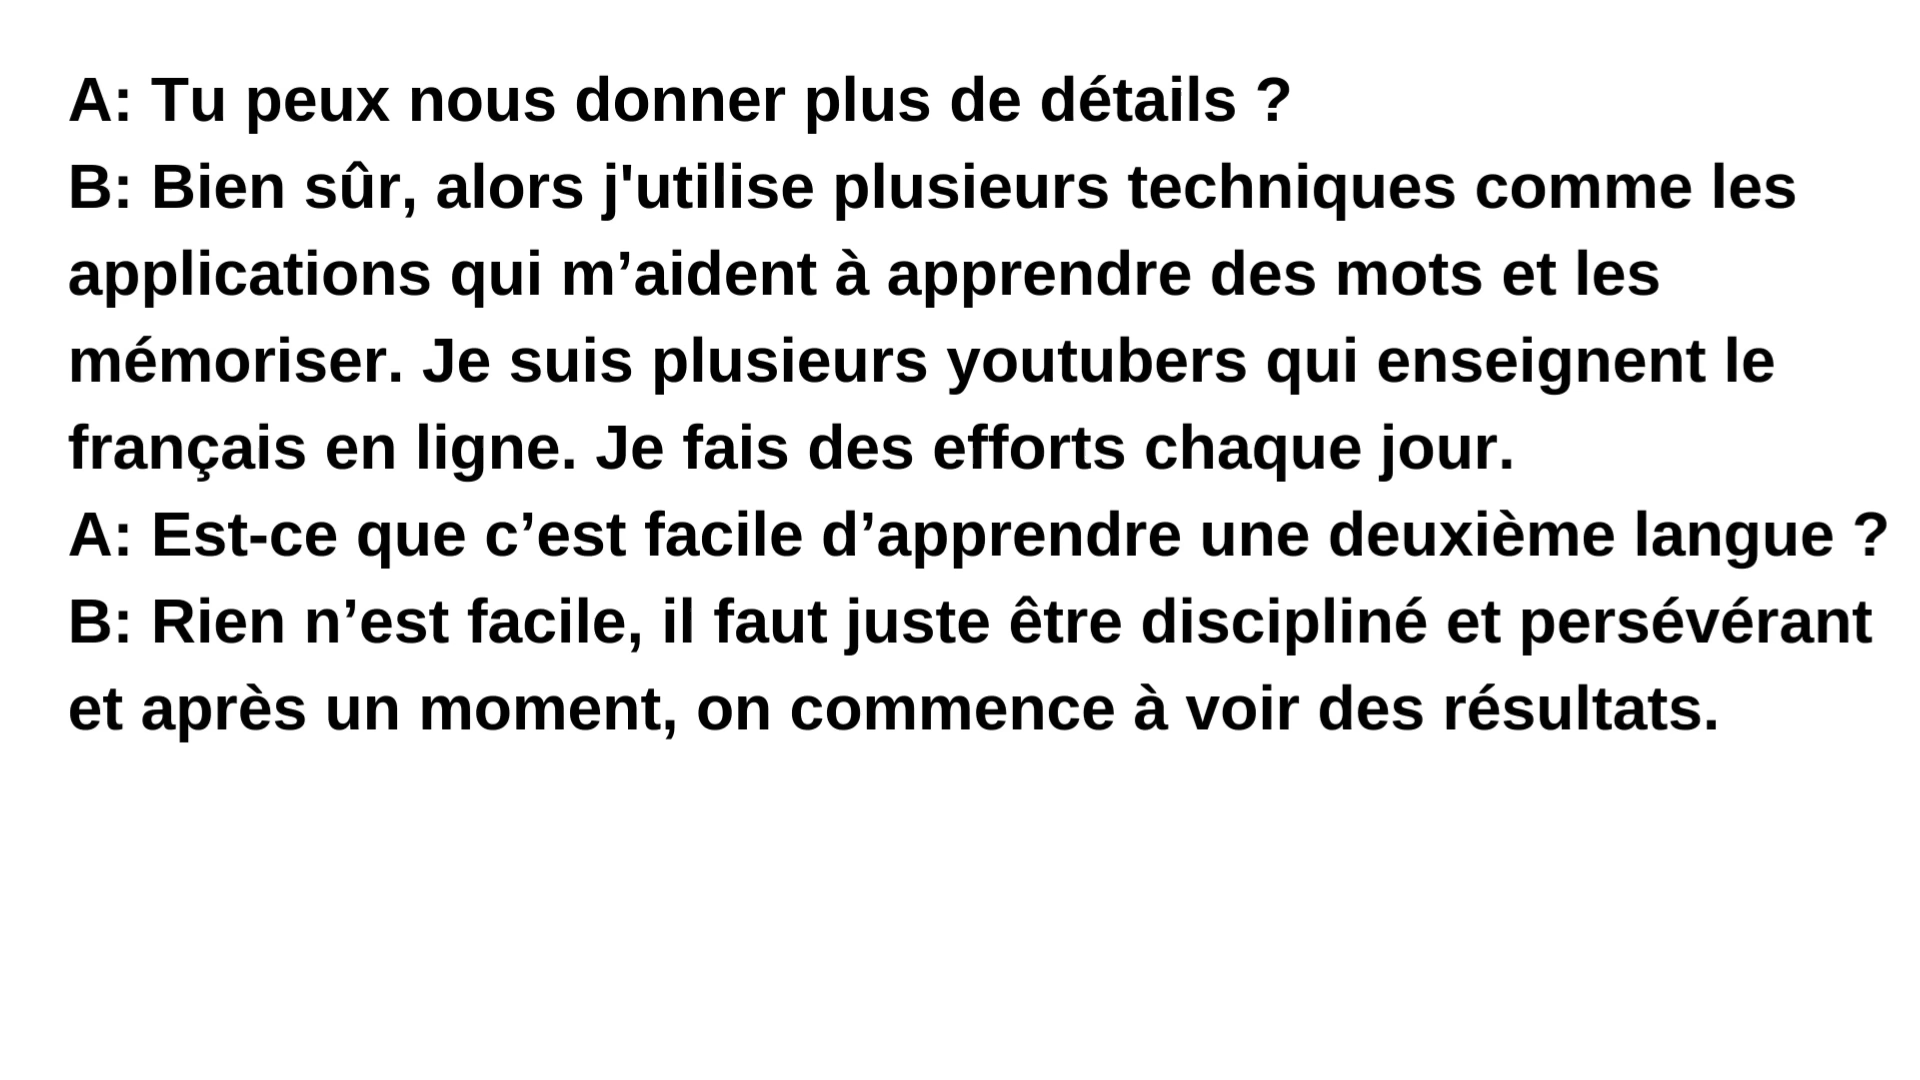 A: Tu peux nous donner plus de détails ?
B: Bien sûr, alors j'utilise plusieurs techniques comme les
applications qui m’aident à apprendre des mots et les
mémoriser. Je suis plusieurs youtubers qui enseignent le
français en ligne. Je fais des efforts chaque jour.
A: Est-ce que c’est facile d’apprendre une deuxième langue ?
B: Rien n’est facile, il faut juste être discipliné et persévérant
et après un moment, on commence à voir des résultats.